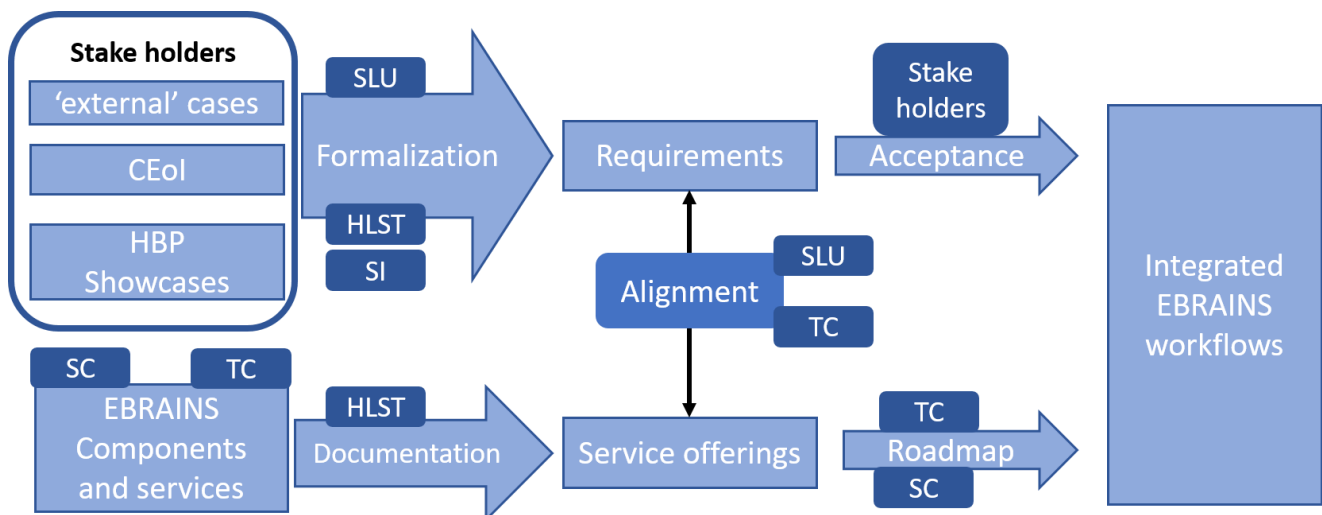 Stake holders
'external' cases
CEoI
HBP
Showcases
SLU
Formalization
HLST
SI
Requirements
Stake
holders
Acceptance
Alignment
SLU
TC
Integrated
EBRAINS
workflows
SC
TC
EBRAINS
Components
and services
HLST
Documentation
Service offerings
TC
Roadmap
SC